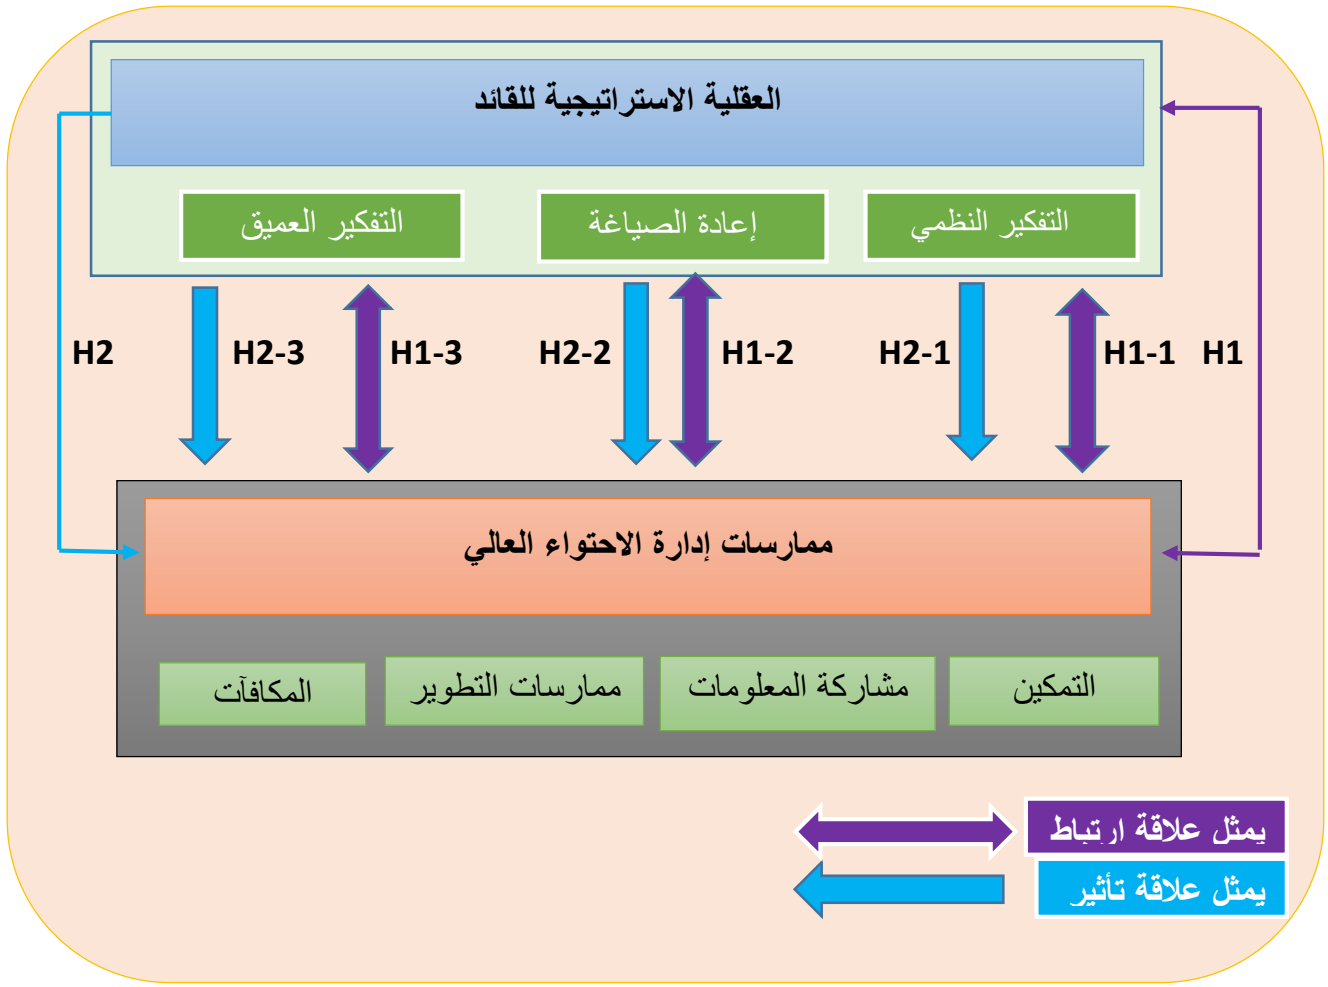 العقلية الاستراتيجية للقائد
التفكير النظمي
إعادة الصياغة
التفكير العميق
H1
H1-1
H2-1
H1-2
H2-2
H1-3
H2-3
H2
ممارسات إدارة الاحتواء العالي
التمكين
مشاركة المعلومات
ممارسات التطوير
المكافآت
يمثل علاقة ارتباط
يمثل علاقة تأثير